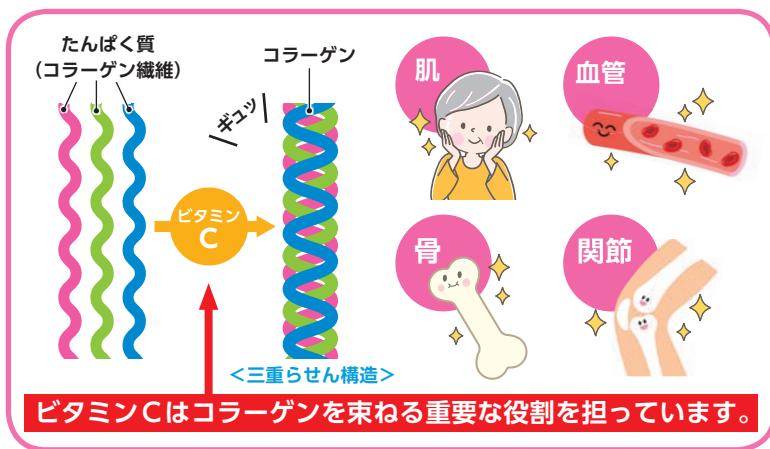 たんぱく質
(コラーゲン繊維)
コラーゲン
ギュッ
ビタミン
C
<三重らせん構造>
肌
血管
骨
関節
ビタミンCはコラーゲンを束ねる重要な役割を担っています。